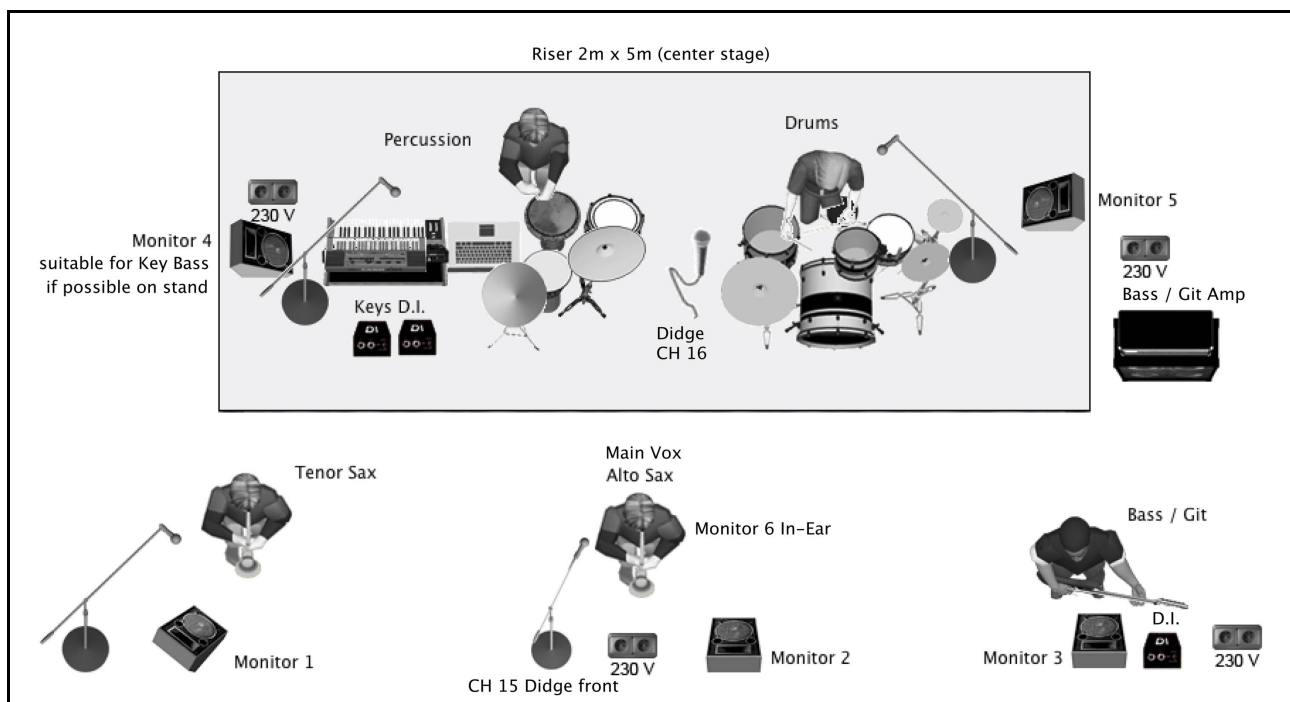 Riser 2m x 5m (center stage)
Percussion
Drums
230 V
Monitor 4
suitable for Key Bass
if possible on stand
Keys D.I.
DI
DI
Didge
CH 16
Monitor 5
230 V
Bass / Git Amp
Tenor Sax
Main Vox
Alto Sax
Monitor 6 In-Ear
Bass / Git
Monitor 1
230 V
Monitor 2
CH 15 Didge front
Monitor 3
D.I.
DI
230 V